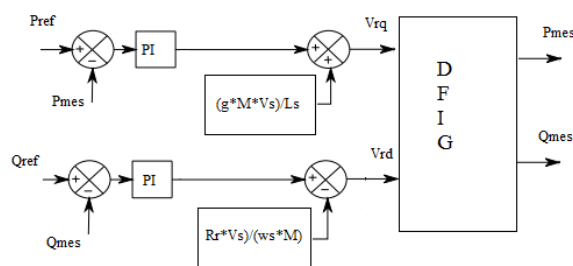 Pref
+
-
Pmes
PI
+
+
(g*M*Vs)/Ls
Vrq
Qref
+
-
Qmes
PI
+
-
Rr*Vs)/(ws*M)
Vrd
D
F
I
G
Pmes
Qmes